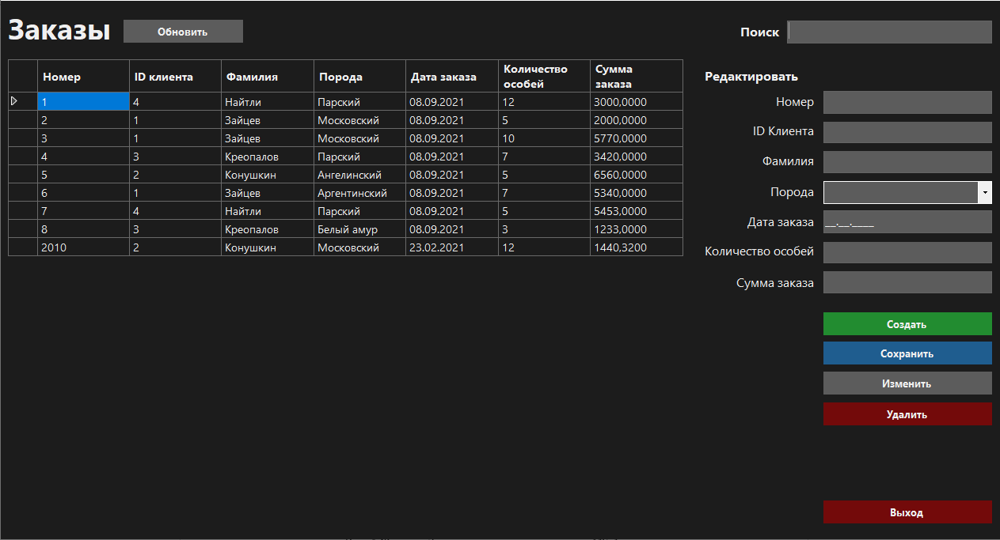 Заказы
Обновить
Поиск
Номер ID клиента Фамилия Порода Дата заказа Количество особей Сумма заказа
1 4 Найтли Парский 08.09.2021 12 3000,0000
2 1 Зайцев Московский 08.09.2021 5 2000,0000
3 1 Зайцев Московский 08.09.2021 10 5770,0000
4 3 Креопалов Парский 08.09.2021 7 3420,0000
5 2 Конушкин Ангелинский 08.09.2021 5 6560,0000
6 1 Зайцев Аргентинский 08.09.2021 7 5340,0000
7 4 Найтли Парский 08.09.2021 5 5453,0000
8 3 Креопалов Белый амур 08.09.2021 3 1233,0000
2010 2 Конушкин Московский 23.02.2021 12 1440,3200
Редактировать
Номер
ID Клиента
Фамилия
Порода
Дата заказа __.__.____
Количество особей
Сумма заказа
Создать
Сохранить
Изменить
Удалить
Выход